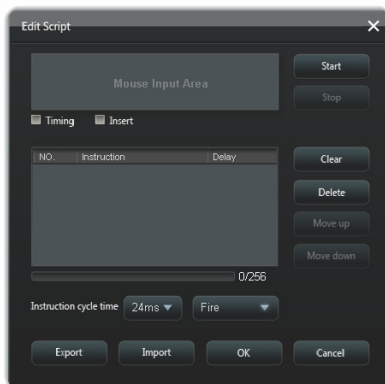 Edit Script
Mouse Input Area
Start
Stop
Timing
Insert
NO. Instruction Delay
Clear
Delete
Move up
Move down
0/256
Instruction cycle time 24ms Fire
Export Import OK Cancel